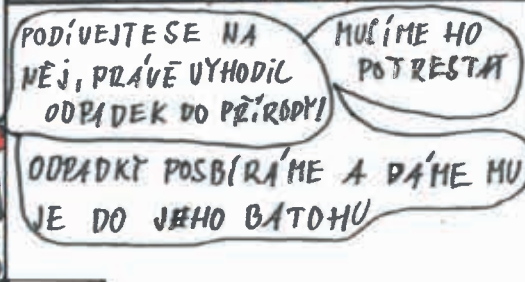 PODÍVEJTE SE NA
NĚJ, PRÁVĚ VYHODIL
ODPADEK DO PŘÍRODY!
MUSÍME HO
POTRESTAT
ODPADKY POSBÍRÁME A DÁME MU
JE DO JEHO BATOHU